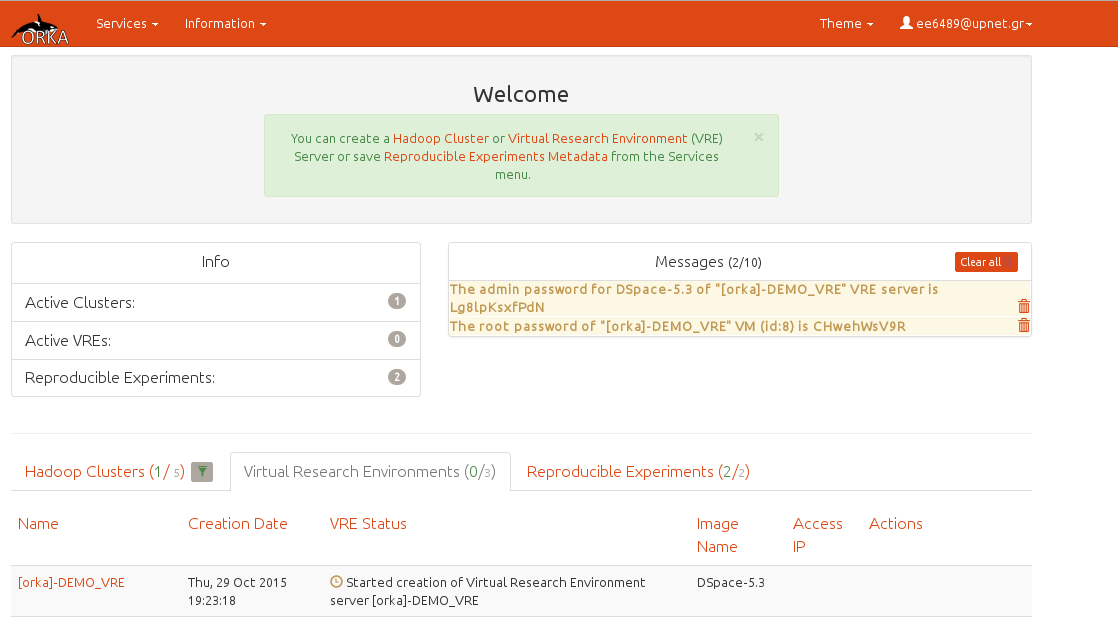 ORKA
Services
Information
Theme
ee6489@upnet.gr
Welcome
×
You can create a Hadoop Cluster or Virtual Research Environment (VRE)
Server or save Reproducible Experiments Metadata from the Services
menu.
Info
Active Clusters: 1
Active VREs: 0
Reproducible Experiments: 2
Messages (2/10)
Clear all
The admin password for DSpace-5.3 of "[orka]-DEMO_VRE" VRE server is
Lg8lpKsxfPdN
The root password of "[orka]-DEMO_VRE" VM (id:8) is CHwehWsV9R
Hadoop Clusters (1/ 5)
Virtual Research Environments (0/3)
Reproducible Experiments (2/2)
Name
Creation Date
VRE Status
Image
Name
Access
IP
Actions
[orka]-DEMO_VRE
Thu, 29 Oct 2015
19:23:18
Started creation of Virtual Research Environment
server [orka]-DEMO_VRE
DSpace-5.3